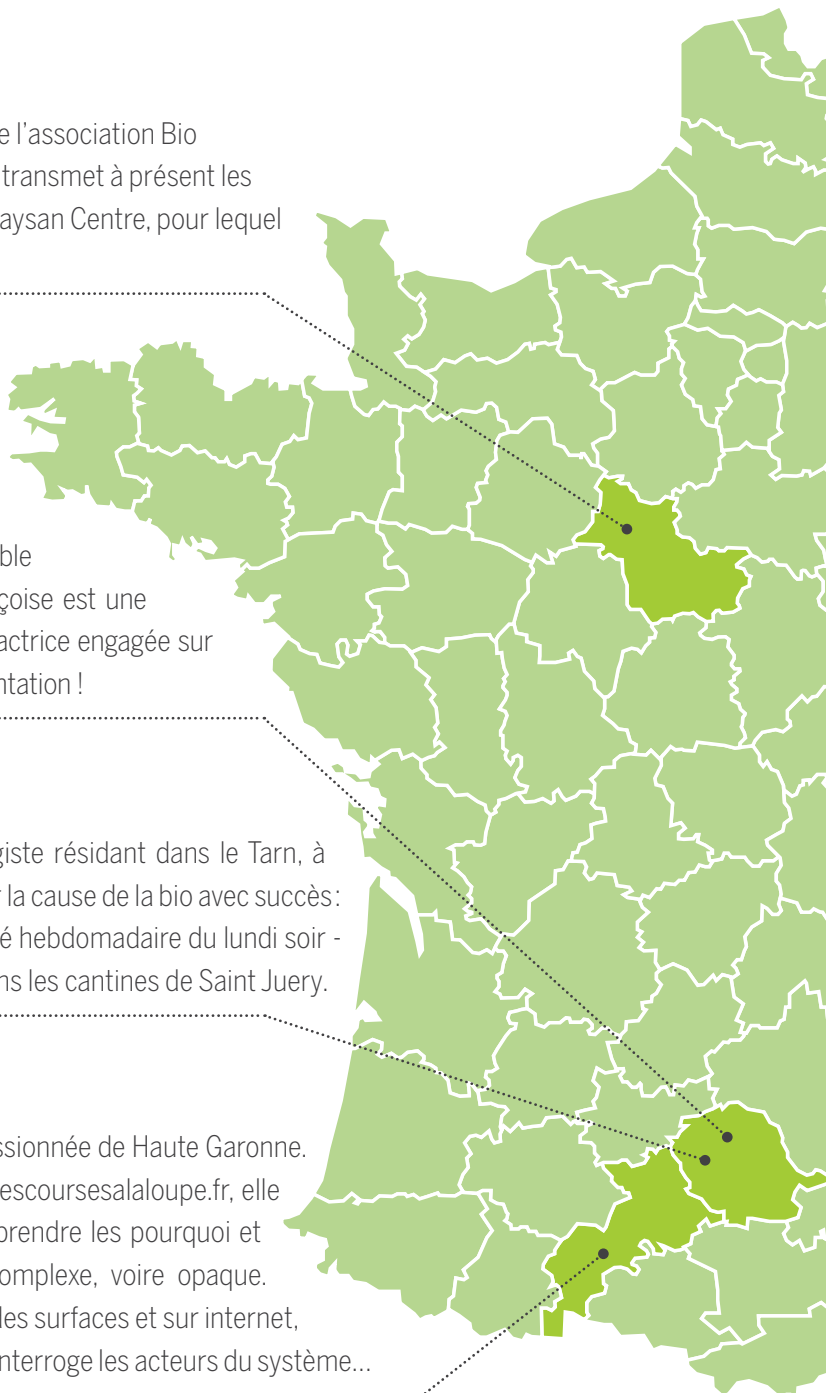 e l’association Bio
transmet à présent les
aysan Centre, pour lequel
ble
çoise est une
actrice engagée sur
ntation !
giste résidant dans le Tarn, à
r la cause de la bio avec succès:
é hebdomadaire du lundi soir -
ns les cantines de Saint Juery.
ssionnée de Haute Garonne.
escoursesalaloupe.fr, elle
prendre les pourquoi et
omplexe, voire opaque.
des surfaces et sur internet,
interroge les acteurs du système...